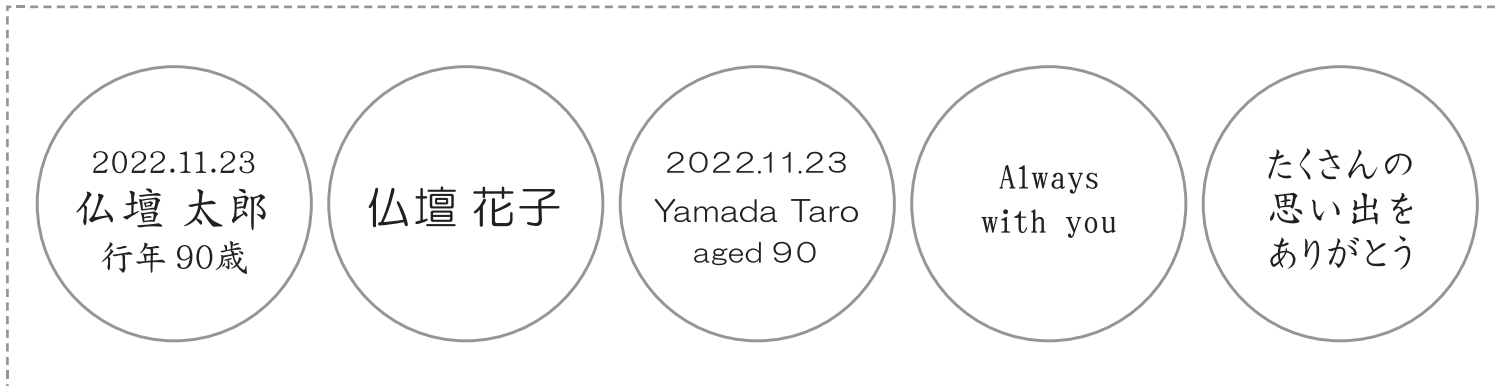 2022.11.23
仏壇 太郎
行年 90歳
仏壇 花子
2022.11.23
Yamada Taro
aged 90
Always
with you
たくさんの
思い出を
ありがとう